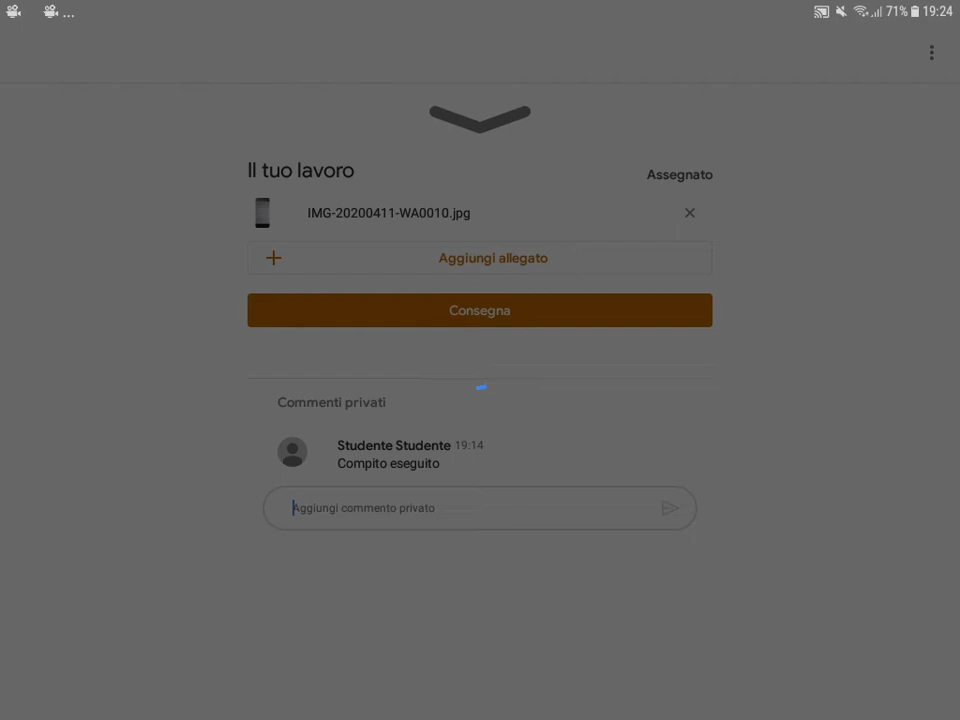 ... 71% 19:24
Il tuo lavoro
Assegnato
IMG-20200411-WA0010.jpg
Aggiungi allegato
Consegna
Commenti privati
Studente Studente 19:14
Compito eseguito
Aggiungi commento privato